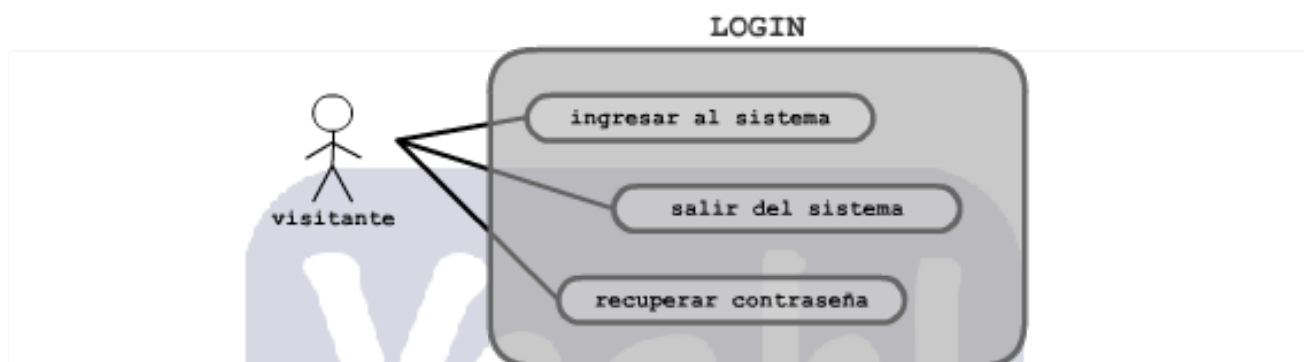 LOGIN
ingresar al sistema
salir del sistema
visitante
recuperar contraseña